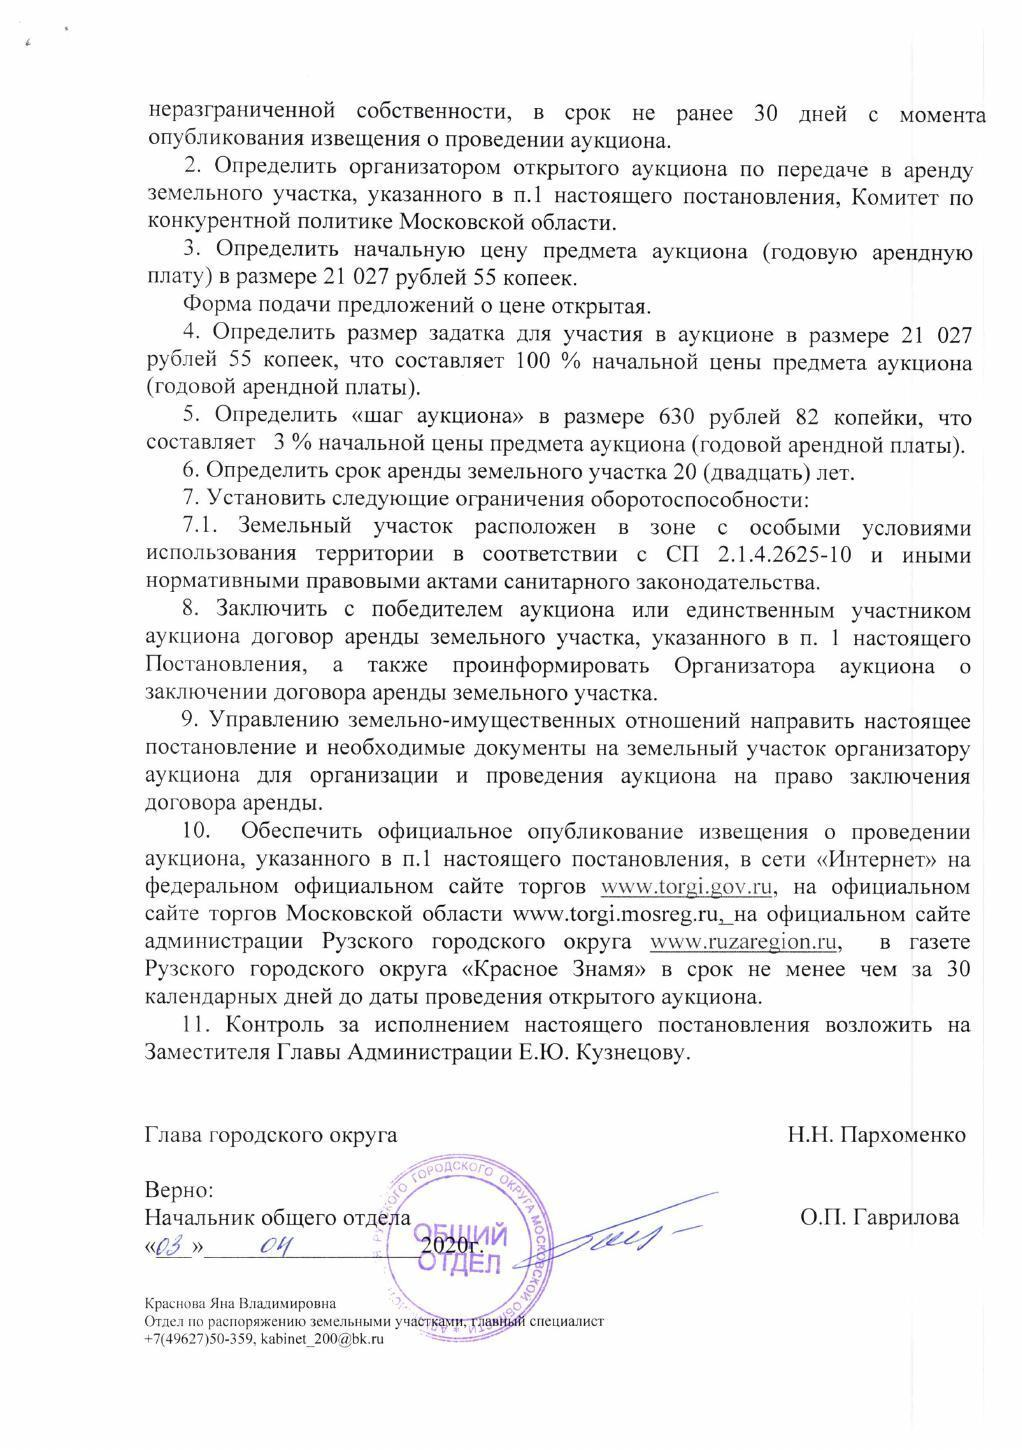 неразграниченной собственности, в срок не ранее 30 дней с момента
опубликования извещения о проведении аукциона.
2. Определить организатором открытого аукциона по передаче в аренду
земельного участка, указанного в п.1 настоящего постановления, Комитет по
конкурентной политике Московской области.
3. Определить начальную цену предмета аукциона (годовую арендную
плату) в размере 21 027 рублей 55 копеек.
Форма подачи предложений о цене открытая.
4. Определить размер задатка для участия в аукционе в размере 21 027
рублей 55 копеек, что составляет 100 % начальной цены предмета аукциона
(годовой арендной платы).
5. Определить «шаг аукциона» в размере 630 рублей 82 копейки, что
составляет 3 % начальной цены предмета аукциона (годовой арендной платы).
6. Определить срок аренды земельного участка 20 (двадцать) лет.
7. Установить следующие ограничения оборотоспособности:
7.1. Земельный участок расположен в зоне с особыми условиями
использования территории в соответствии с СП 2.1.4.2625-10 и иными
нормативными правовыми актами санитарного законодательства.
8. Заключить с победителем аукциона или единственным участником
аукциона договор аренды земельного участка, указанного в п. 1 настоящего
Постановления, а также проинформировать Организатора аукциона о
заключении договора аренды земельного участка.
9. Управлению земельно-имущественных отношений направить настоящее
постановление и необходимые документы на земельный участок организатору
аукциона для организации и проведения аукциона на право заключения
договора аренды.
10. Обеспечить официальное опубликование извещения о проведении
аукциона, указанного в п.1 настоящего постановления, в сети «Интернет» на
федеральном официальном сайте торгов www.torgi.gov.ru, на официальном
сайте торгов Московской области www.torgi.mosreg.ru, на официальном сайте
администрации Рузского городского округа www.ruzaregion.ru, в газете
Рузского городского округа «Красное Знамя» в срок не менее чем за 30
календарных дней до даты проведения открытого аукциона.
11. Контроль за исполнением настоящего постановления возложить на
Заместителя Главы Администрации Е.Ю. Кузнецову.
Глава городского округа Н.Н. Пархоменко
Верно:
Начальник общего отдела О.П. Гаврилова
«03» 04 2020г.
ГОРОДСКОГО ОКРУГА МОСКОВСКОЙ ОБЛАСТИ
ОБЩИЙ
ОТДЕЛ
Краснова Яна Владимировна
Отдел по распоряжению земельными участками, главный специалист
+7(49627)50-359, kabinet_200@bk.ru